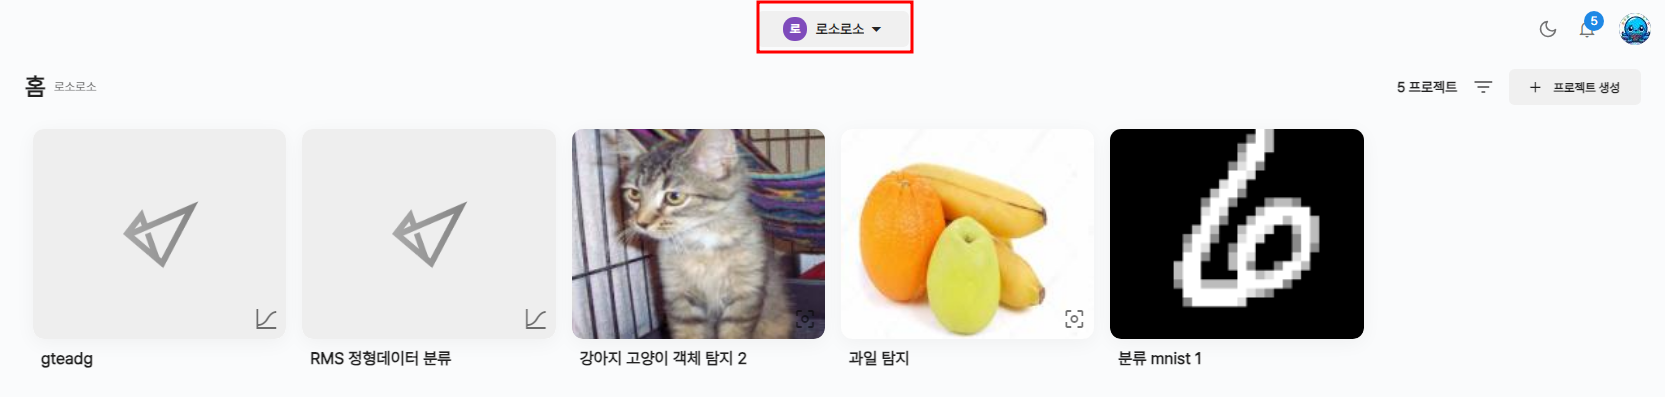 로 로소로소
5
홈 로소로소
5 프로젝트
+ 프로젝트 생성
gteadg
RMS 정형데이터 분류
강아지 고양이 객체 탐지 2
과일 탐지
분류 mnist 1
6